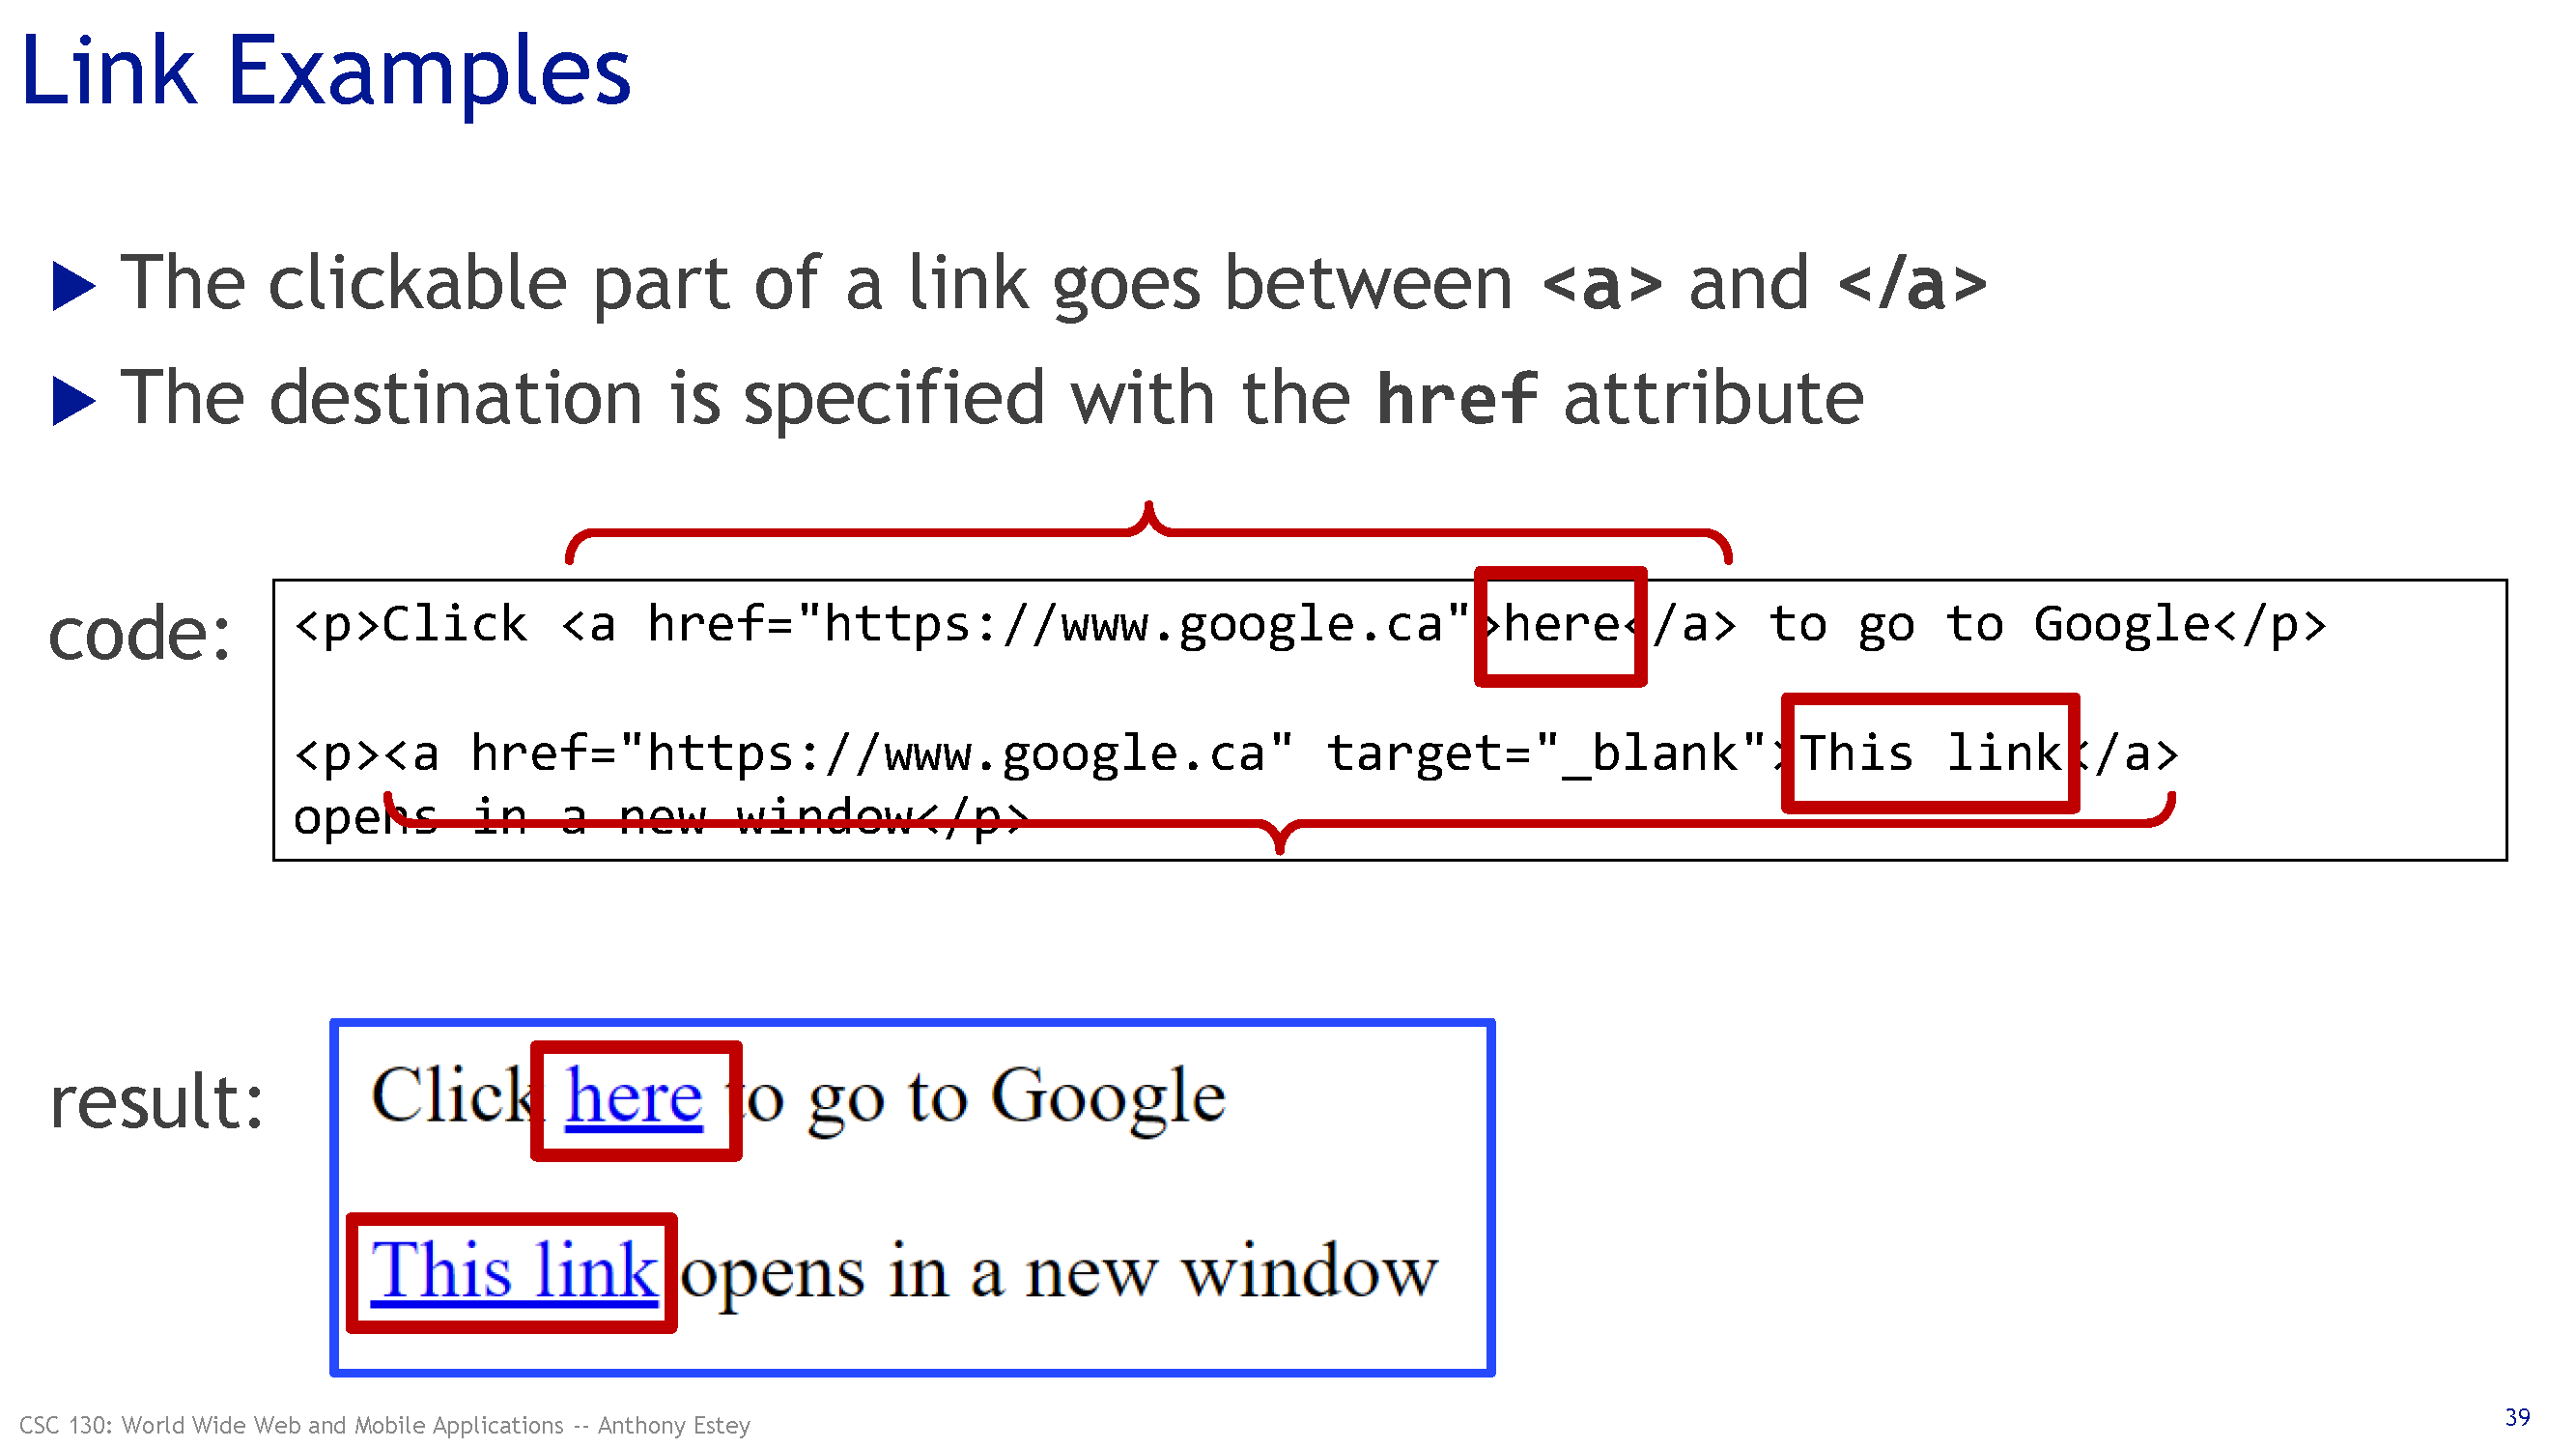 Link Examples
The clickable part of a link goes between <a> and </a>
The destination is specified with the href attribute
code:
<p>Click <a href="https://www.google.ca">here</a> to go to Google</p>
<p><a href="https://www.google.ca" target="_blank">This link</a>
opens in a new window</p>
result:
Click here to go to Google
This link opens in a new window
CSC 130: World Wide Web and Mobile Applications -- Anthony Estey
39